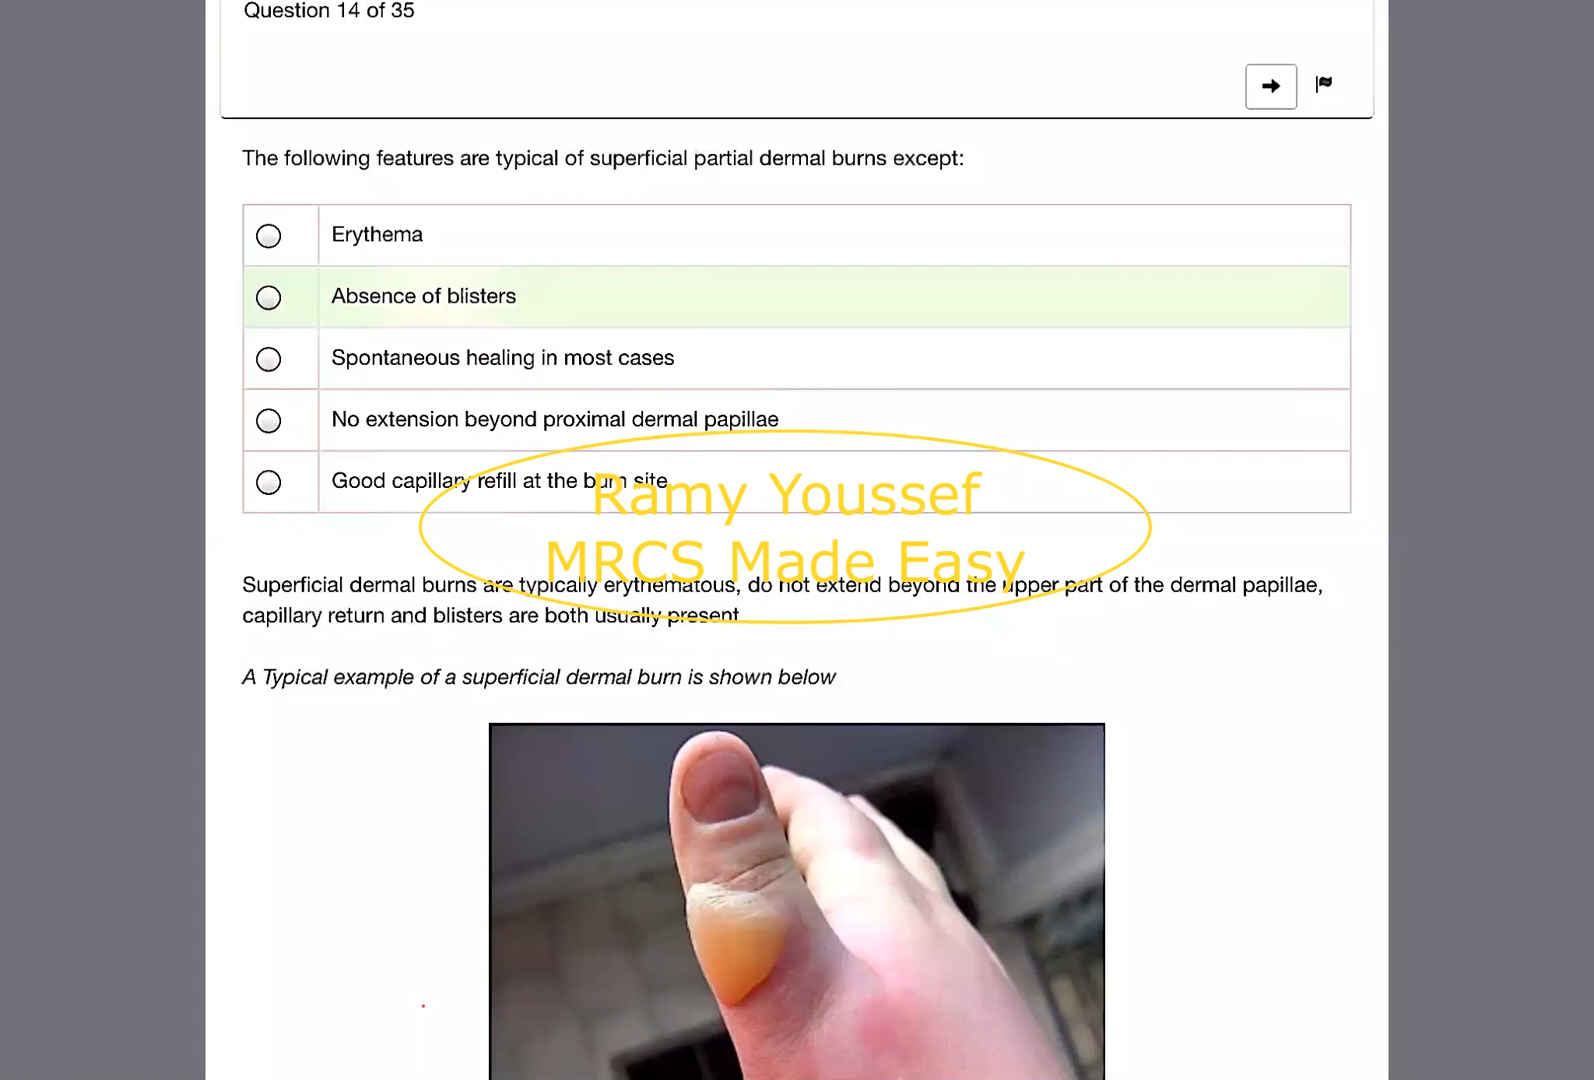 Question 14 of 35
The following features are typical of superficial partial dermal burns except:
Erythema
Absence of blisters
Spontaneous healing in most cases
No extension beyond proximal dermal papillae
Good capillary refill at the burn site
Ramy Youssef
MRCS Made Easy
Superficial dermal burns are typically erythematous, do not extend beyond the upper part of the dermal papillae,
capillary return and blisters are both usually present
A Typical example of a superficial dermal burn is shown below